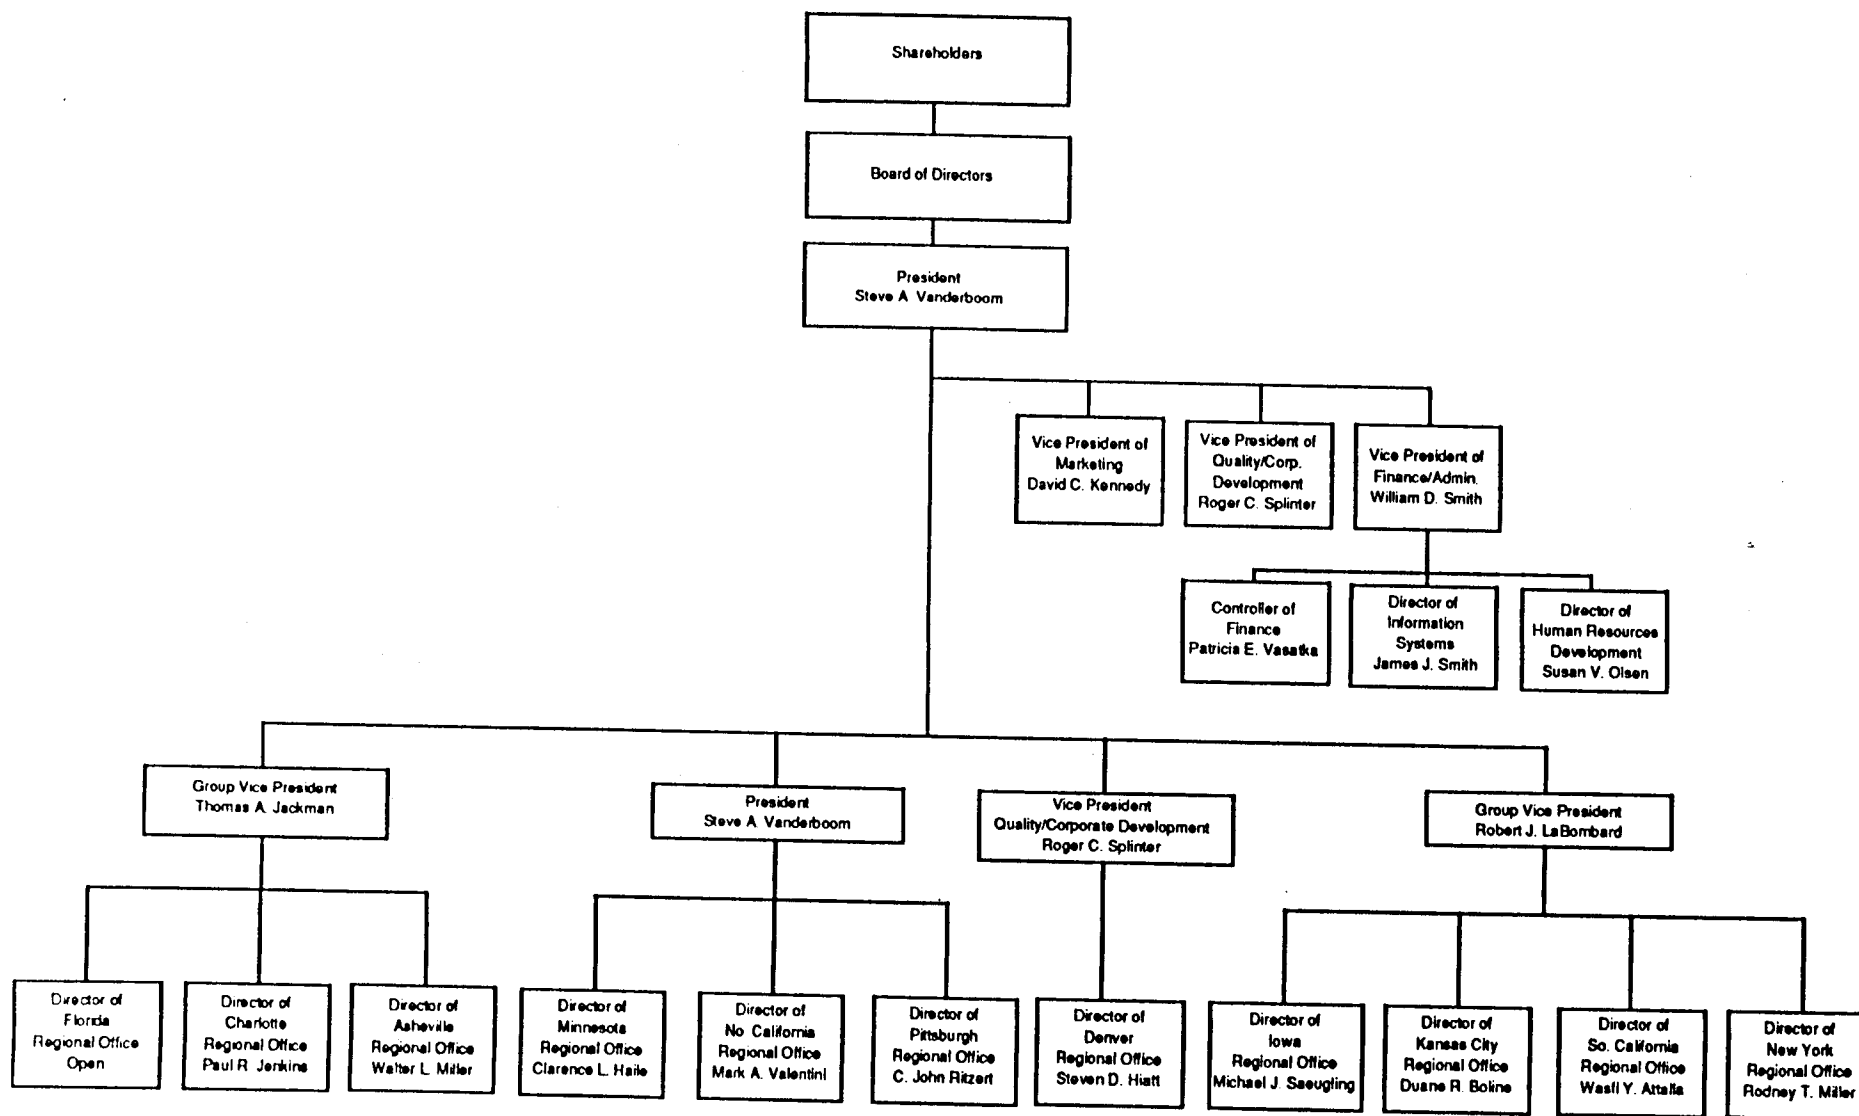 Shareholders
Board of Directors
President
Steve A. Vanderboom
Vice President of
Marketing
David C. Kennedy
Vice President of
Quality/Corp.
Development
Roger C. Splinter
Vice President of
Finance/Admin.
William D. Smith
Controller of
Finance
Patricia E. Vasatka
Director of
Information
Systems
James J. Smith
Director of
Human Resources
Development
Susan V. Olsen
Group Vice President
Thomas A. Jackman
President
Steve A. Vanderboom
Vice President
Quality/Corporate Development
Roger C. Splinter
Group Vice President
Robert J. LaBombard
Director of
Florida
Regional Office
Open
Director of
Charlotte
Regional Office
Paul R. Jenkins
Director of
Asheville
Regional Office
Walter L. Miller
Director of
Minnesota
Regional Office
Clarence L. Haile
Director of
No. California
Regional Office
Mark A. Valentini
Director of
Pittsburgh
Regional Office
C. John Ritzert
Director of
Denver
Regional Office
Steven D. Hiatt
Director of
Iowa
Regional Office
Michael J. Saeugling
Director of
Kansas City
Regional Office
Duane R. Boline
Director of
So. California
Regional Office
Wasfi Y. Attalla
Director of
New York
Regional Office
Rodney T. Miller